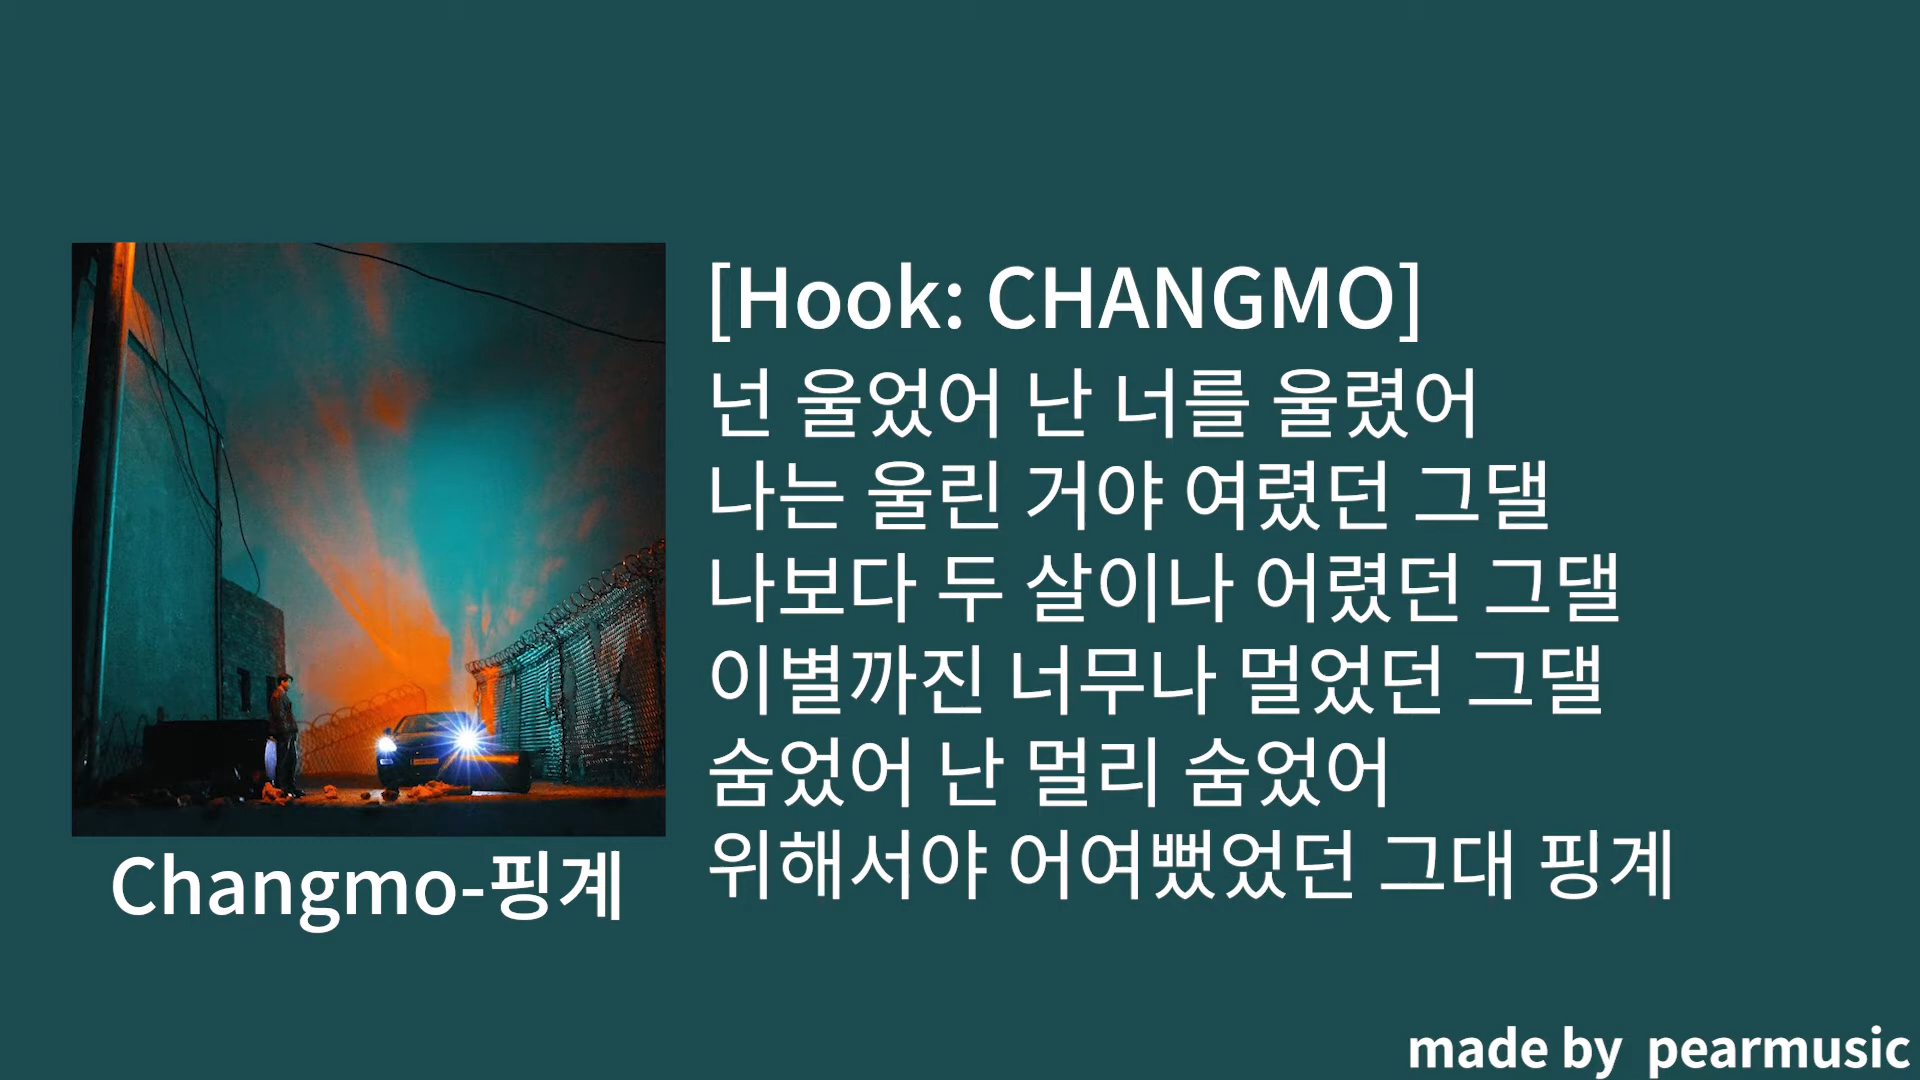 [Hook: CHANGMO]
넌 울었어 난 너를 울렸어
나는 울린 거야 여렸던 그댈
나보다 두 살이나 어렸던 그댈
이별까진 너무나 멀었던 그댈
숨었어 난 멀리 숨었어
위해서야 어여뻤었던 그대 핑계
Changmo-핑계
made by pearmusic